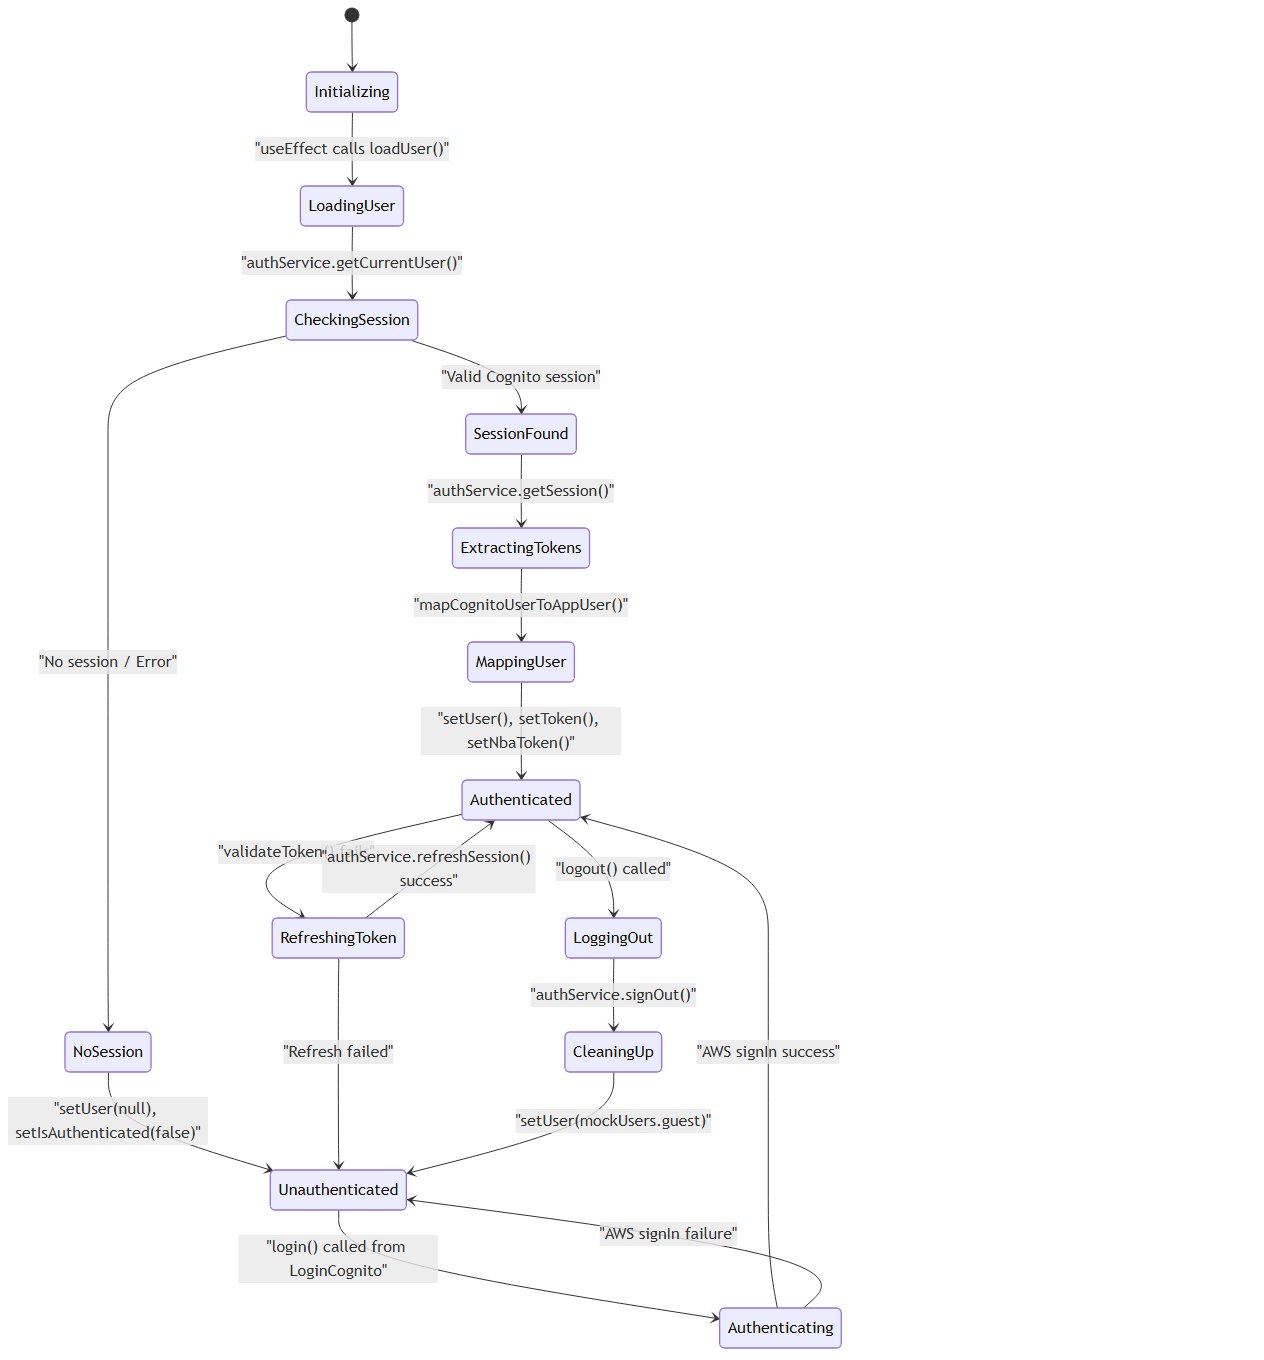 Initializing
"useEffect calls loadUser()"
LoadingUser
"authService.getCurrentUser()"
CheckingSession
"Valid Cognito session"
SessionFound
"authService.getSession()"
ExtractingTokens
"mapCognitoUserToAppUser()"
"No session / Error"
MappingUser
"setUser(), setToken(),
setNbaToken()"
Authenticated
"validateToken() fails"
"authService.refreshSession()
success"
"logout() called"
RefreshingToken
LoggingOut
"authService.signOut()"
NoSession
"Refresh failed"
CleaningUp
"AWS signIn success"
"setUser(null),
setIsAuthenticated(false)"
"setUser(mockUsers.guest)"
Unauthenticated
"AWS signIn failure"
"login() called from
LoginCognito"
Authenticating